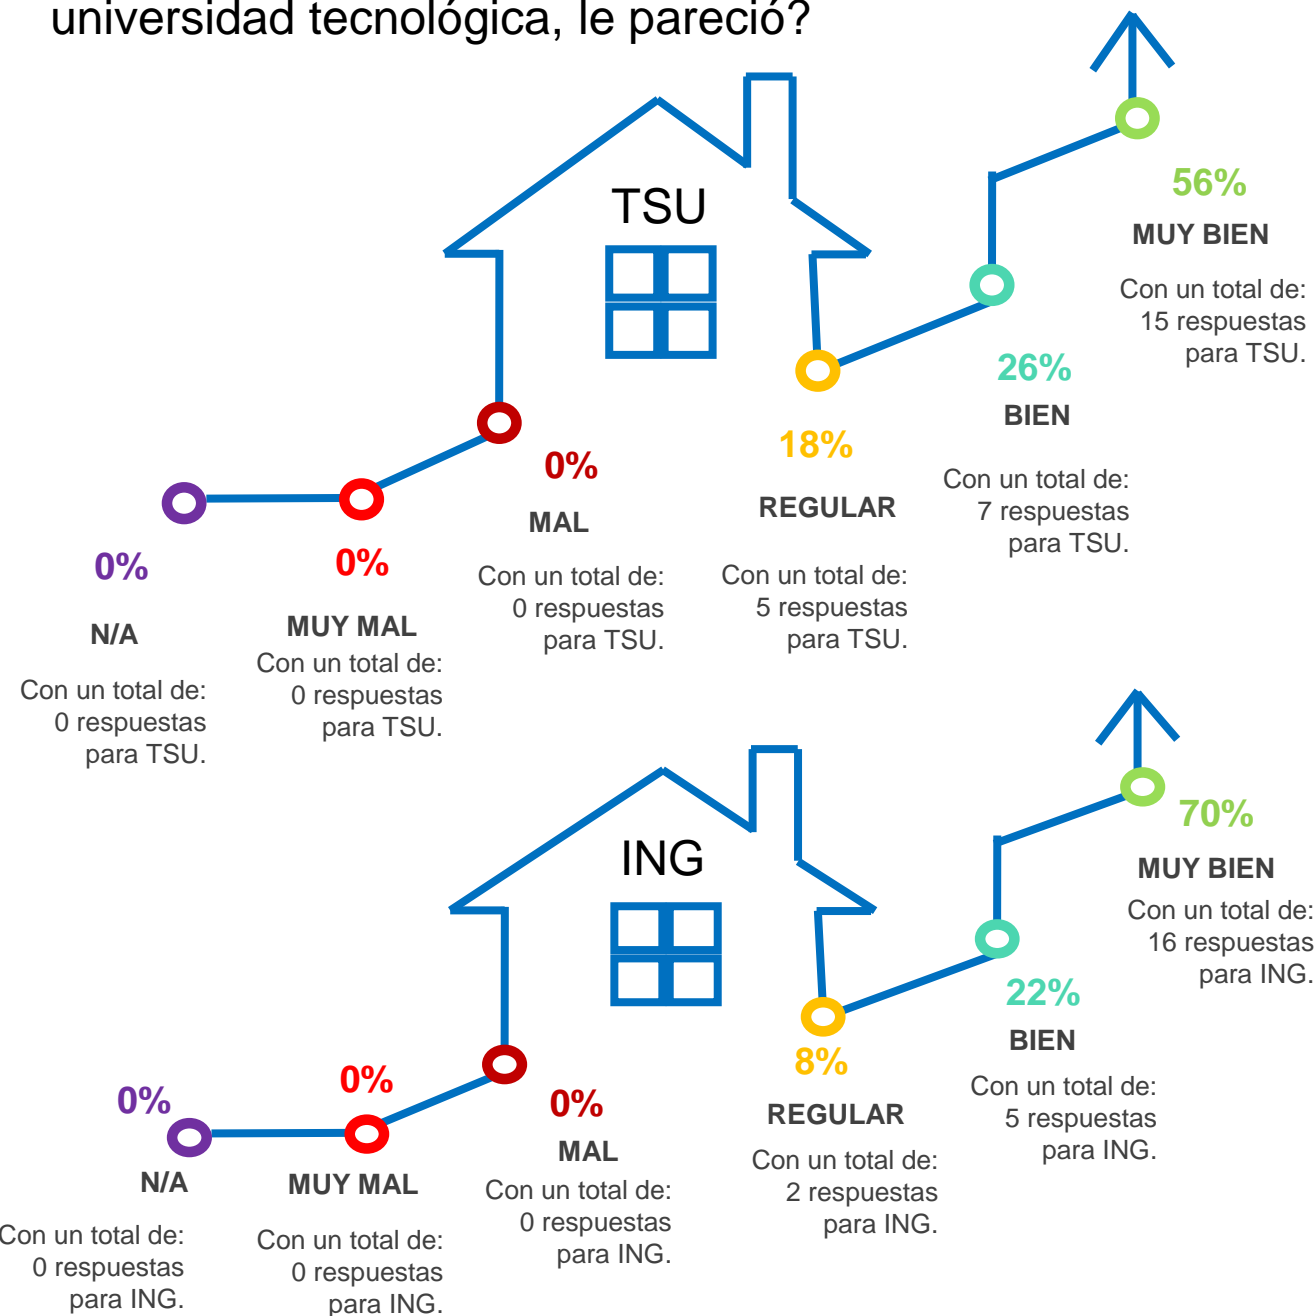 universidad tecnológica, le pareció?
TSU
56%
MUY BIEN
Con un total de:
15 respuestas
para TSU.
26%
BIEN
Con un total de:
7 respuestas
para TSU.
18%
REGULAR
Con un total de:
5 respuestas
para TSU.
0%
MAL
Con un total de:
0 respuestas
para TSU.
0%
MUY MAL
Con un total de:
0 respuestas
para TSU.
0%
N/A
Con un total de:
0 respuestas
para TSU.
ING
70%
MUY BIEN
Con un total de:
16 respuestas
para ING.
22%
BIEN
Con un total de:
5 respuestas
para ING.
8%
REGULAR
Con un total de:
2 respuestas
para ING.
0%
MAL
Con un total de:
0 respuestas
para ING.
0%
MUY MAL
Con un total de:
0 respuestas
para ING.
0%
N/A
Con un total de:
0 respuestas
para ING.